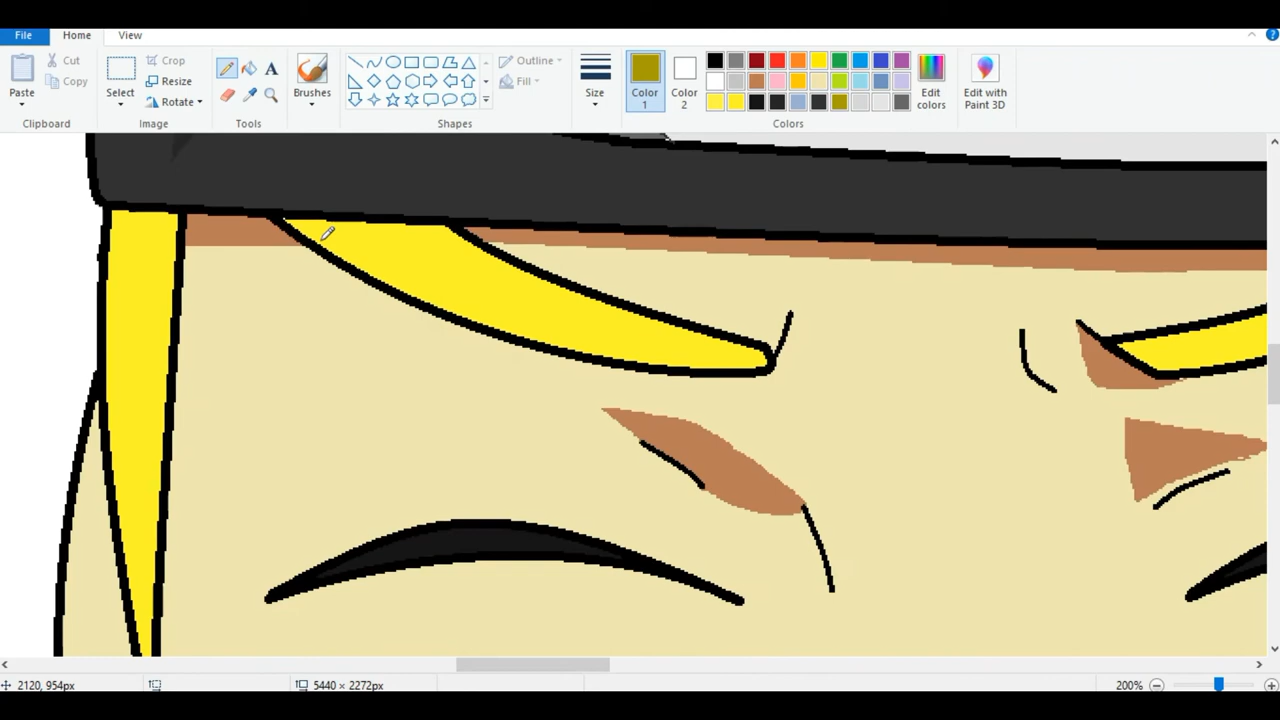 File Home View
Paste Cut Copy
Clipboard
Select Crop Resize Rotate
Image
A
Tools
Brushes
Outline Fill
Shapes
Size
Color 1
Color 2
Edit colors
Colors
Edit with Paint 3D
2120, 954px
5440 × 2272px
200%